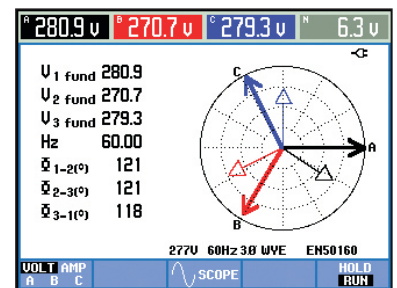 A 280.9 V B 270.7 V C 279.3 V N 6.3 V
V1 fund 280.9
V2 fund 270.7
V3 fund 279.3
Hz 60.00
Φ1-2(°) 121
Φ2-3(°) 121
Φ3-1(°) 118
C
A
B
277V 60Hz 3Ø WYE EN50160
VOLT AMP
A B C
SCOPE
HOLD
RUN